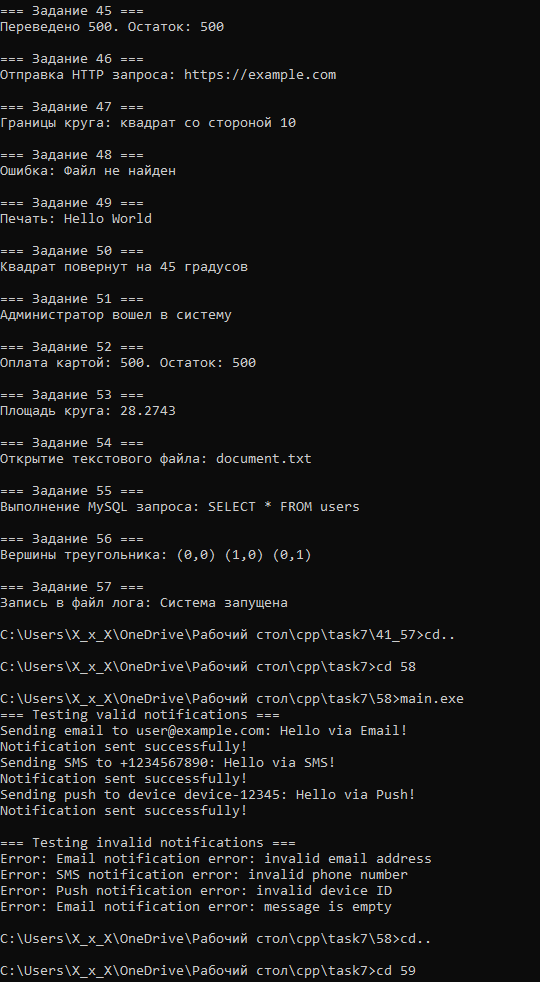 === Задание 45 ===
Переведено 500. Остаток: 500
=== Задание 46 ===
Отправка HTTP запроса: https://example.com
=== Задание 47 ===
Границы круга: квадрат со стороной 10
=== Задание 48 ===
Ошибка: Файл не найден
=== Задание 49 ===
Печать: Hello World
=== Задание 50 ===
Квадрат повернут на 45 градусов
=== Задание 51 ===
Администратор вошел в систему
=== Задание 52 ===
Оплата картой: 500. Остаток: 500
=== Задание 53 ===
Площадь круга: 28.2743
=== Задание 54 ===
Открытие текстового файла: document.txt
=== Задание 55 ===
Выполнение MySQL запроса: SELECT * FROM users
=== Задание 56 ===
Вершины треугольника: (0,0) (1,0) (0,1)
=== Задание 57 ===
Запись в файл лога: Система запущена
C:\Users\X_x_X\OneDrive\Рабочий стол\cpp\task7\41_57>cd..
C:\Users\X_x_X\OneDrive\Рабочий стол\cpp\task7>cd 58
C:\Users\X_x_X\OneDrive\Рабочий стол\cpp\task7\58>main.exe
=== Testing valid notifications ===
Sending email to user@example.com: Hello via Email!
Notification sent successfully!
Sending SMS to +1234567890: Hello via SMS!
Notification sent successfully!
Sending push to device device-12345: Hello via Push!
Notification sent successfully!
=== Testing invalid notifications ===
Error: Email notification error: invalid email address
Error: SMS notification error: invalid phone number
Error: Push notification error: invalid device ID
Error: Email notification error: message is empty
C:\Users\X_x_X\OneDrive\Рабочий стол\cpp\task7\58>cd..
C:\Users\X_x_X\OneDrive\Рабочий стол\cpp\task7>cd 59